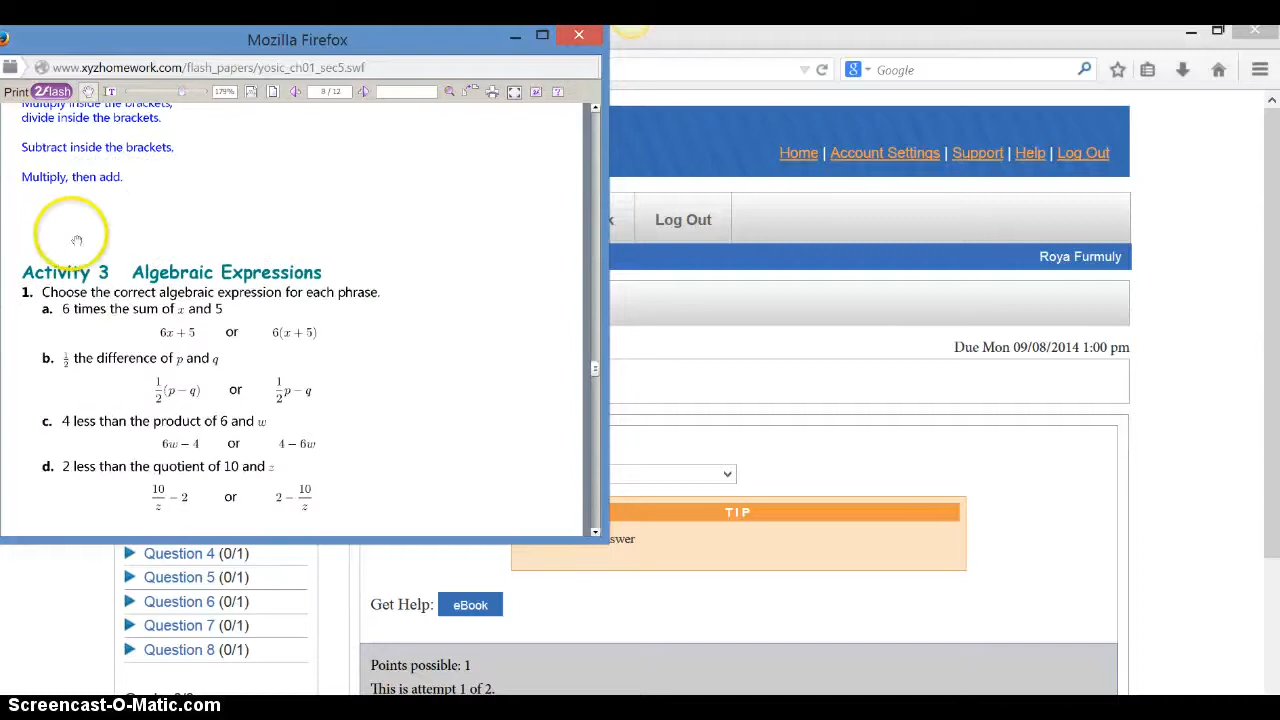 Mozilla Firefox
www.xyzhomework.com/flash_papers/yosic_ch01_sec5.swf
Google
Print 2/lash
179%
8 / 12
Multiply inside the brackets,
divide inside the brackets.
Subtract inside the brackets.
Multiply, then add.
Activity 3 Algebraic Expressions
1. Choose the correct algebraic expression for each phrase.
a. 6 times the sum of x and 5
6x + 5 or 6(x + 5)
b. 1/2 the difference of p and q
1/2(p − q) or 1/2p − q
c. 4 less than the product of 6 and w
6w − 4 or 4 − 6w
d. 2 less than the quotient of 10 and z
10/z − 2 or 2 − 10/z
Home | Account Settings | Support | Help | Log Out
k
Log Out
Roya Furmuly
Due Mon 09/08/2014 1:00 pm
TIP
swer
Get Help: eBook
Question 4 (0/1)
Question 5 (0/1)
Question 6 (0/1)
Question 7 (0/1)
Question 8 (0/1)
Points possible: 1
This is attempt 1 of 2.
Screencast-O-Matic.com